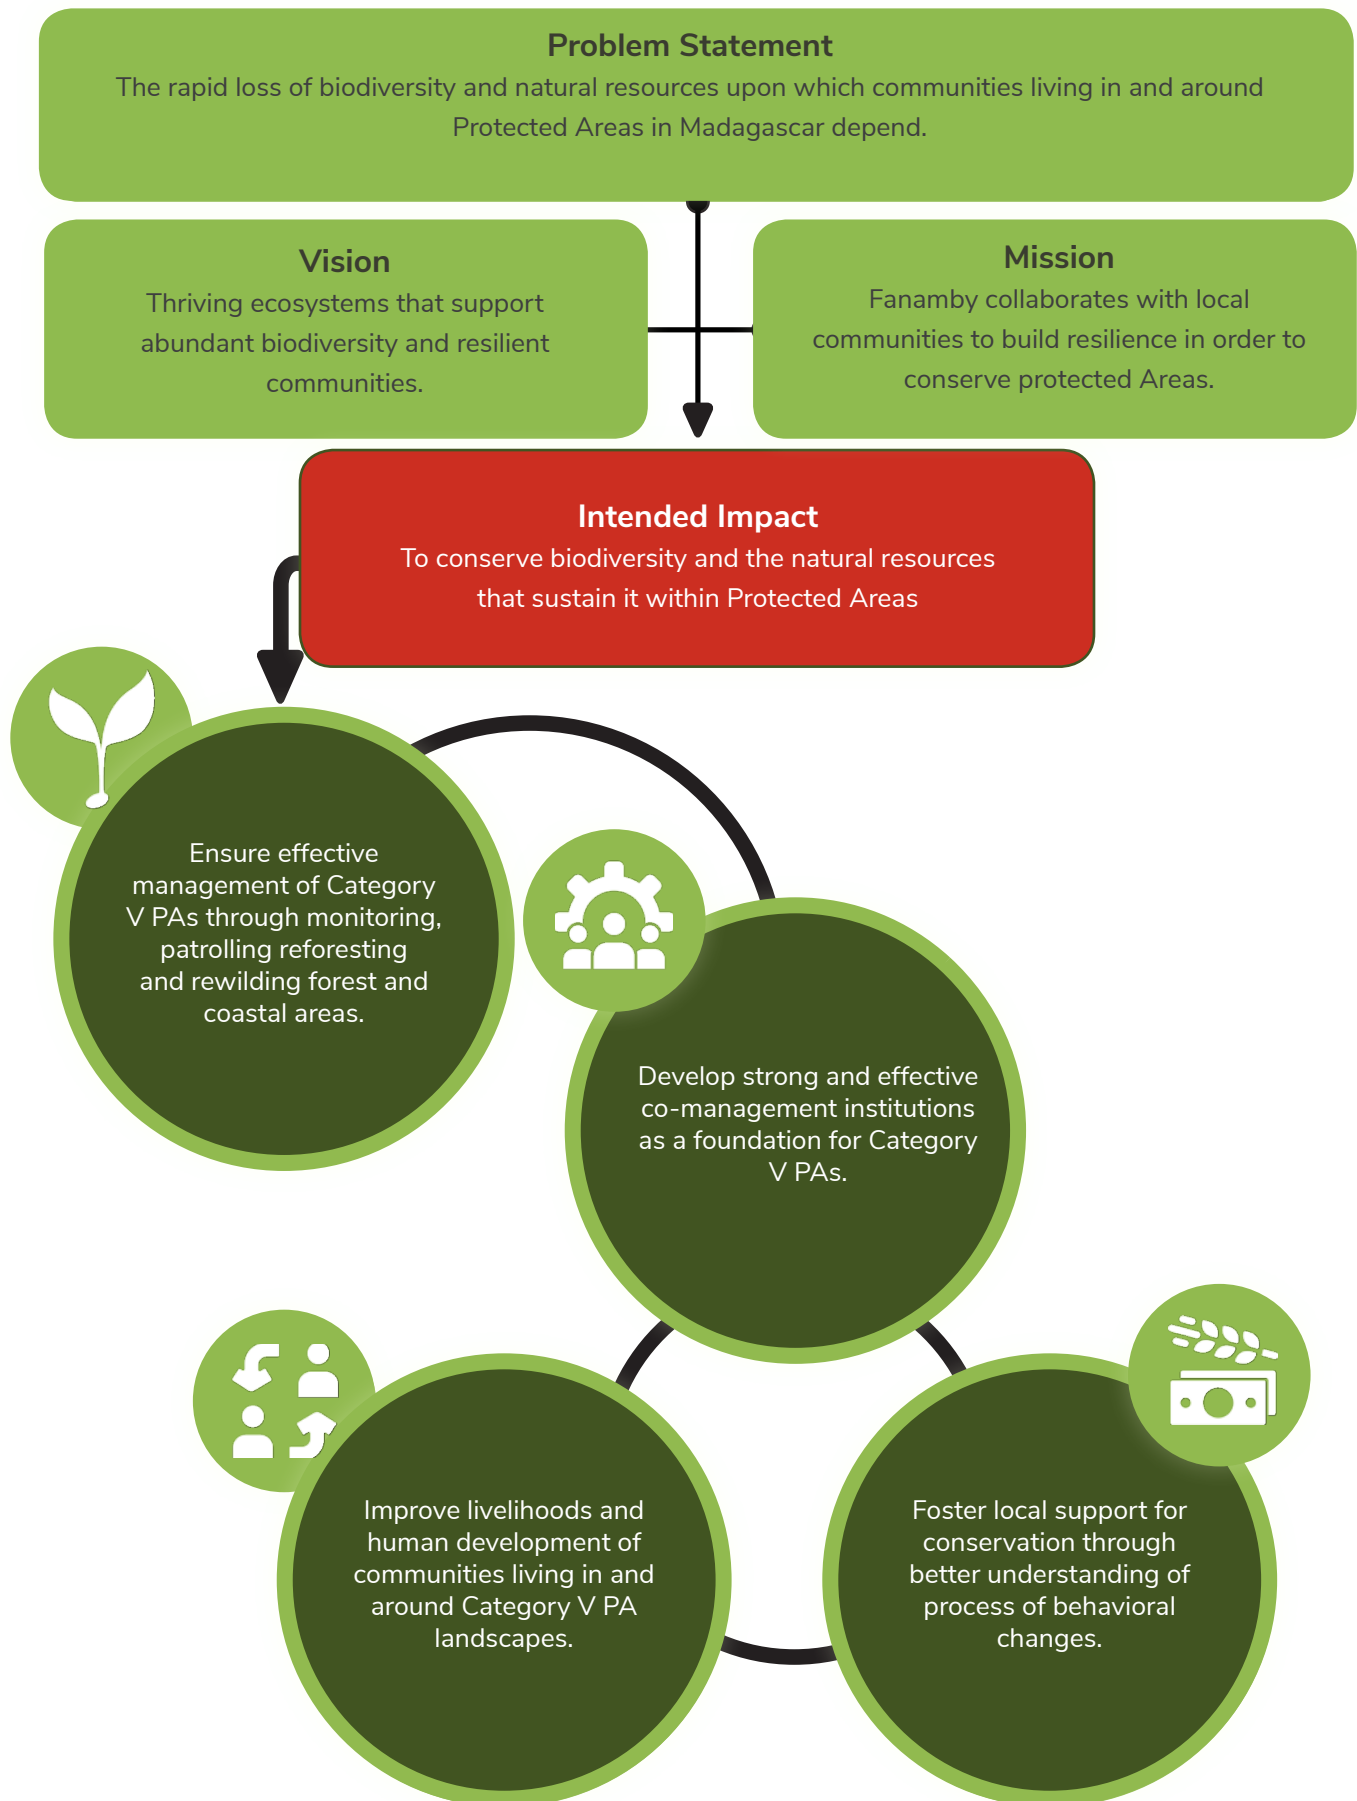 Problem Statement
The rapid loss of biodiversity and natural resources upon which communities living in and around
Protected Areas in Madagascar depend.
Vision
Thriving ecosystems that support
abundant biodiversity and resilient
communities.
Mission
Fanamby collaborates with local
communities to build resilience in order to
conserve protected Areas.
Intended Impact
To conserve biodiversity and the natural resources
that sustain it within Protected Areas
Ensure effective
management of Category
V PAs through monitoring,
patrolling reforesting
and rewilding forest and
coastal areas.
Develop strong and effective
co-management institutions
as a foundation for Category
V PAs.
Improve livelihoods and
human development of
communities living in and
around Category V PA
landscapes.
Foster local support for
conservation through
better understanding of
process of behavioral
changes.